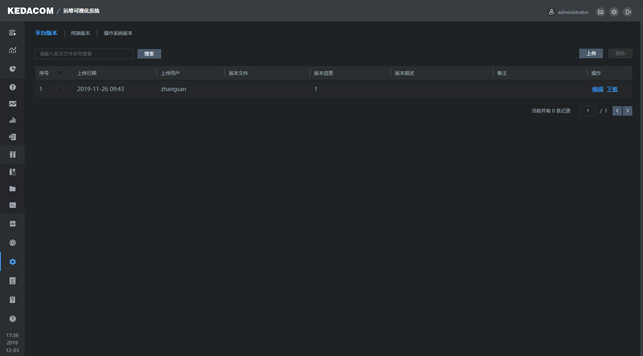 KEDACOM / 运维可视化系统
administrator
平台版本 终端版本 操作系统版本
请输入版本文件名称搜索 搜索 上传 删除
序号 上传日期 上传用户 版本文件 版本信息 版本描述 备注 操作
1 2019-11-26 09:43 zhangsan 1 编辑 下载
当前共有 0 条记录 1 / 1
17:36
2019
12-03